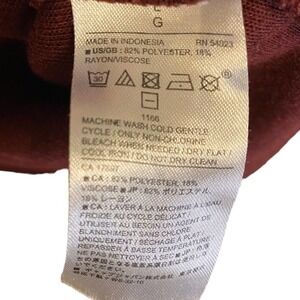 L
G
MADE IN INDONESIA RN 54023
■ US/GB : 82% POLYESTER, 18%
RAYON/VISCOSE
30
1166
MACHINE WASH COLD GENTLE
CYCLE / ONLY NON-CHLORINE
BLEACH WHEN NEEDED / DRY FLAT /
COOL IRON / DO NOT DRY CLEAN
CA 17897
■ CA : 82% POLYESTER, 18%
VISCOSE ■ JP : 82% ポリエステル
18% レーヨン
■ CA : LAVER À LA MACHINE À L'EAU
FROIDE AU CYCLE DÉLICAT /
UTILISER AU BESOIN UN AGENT DE
BLANCHIMENT SANS CHLORE
UNIQUEMENT / SÉCHAGE À PLAT /
REPASSER À BASSE TEMPÉRATURE /
NE PAS NETTOYER À SEC ■ JP :